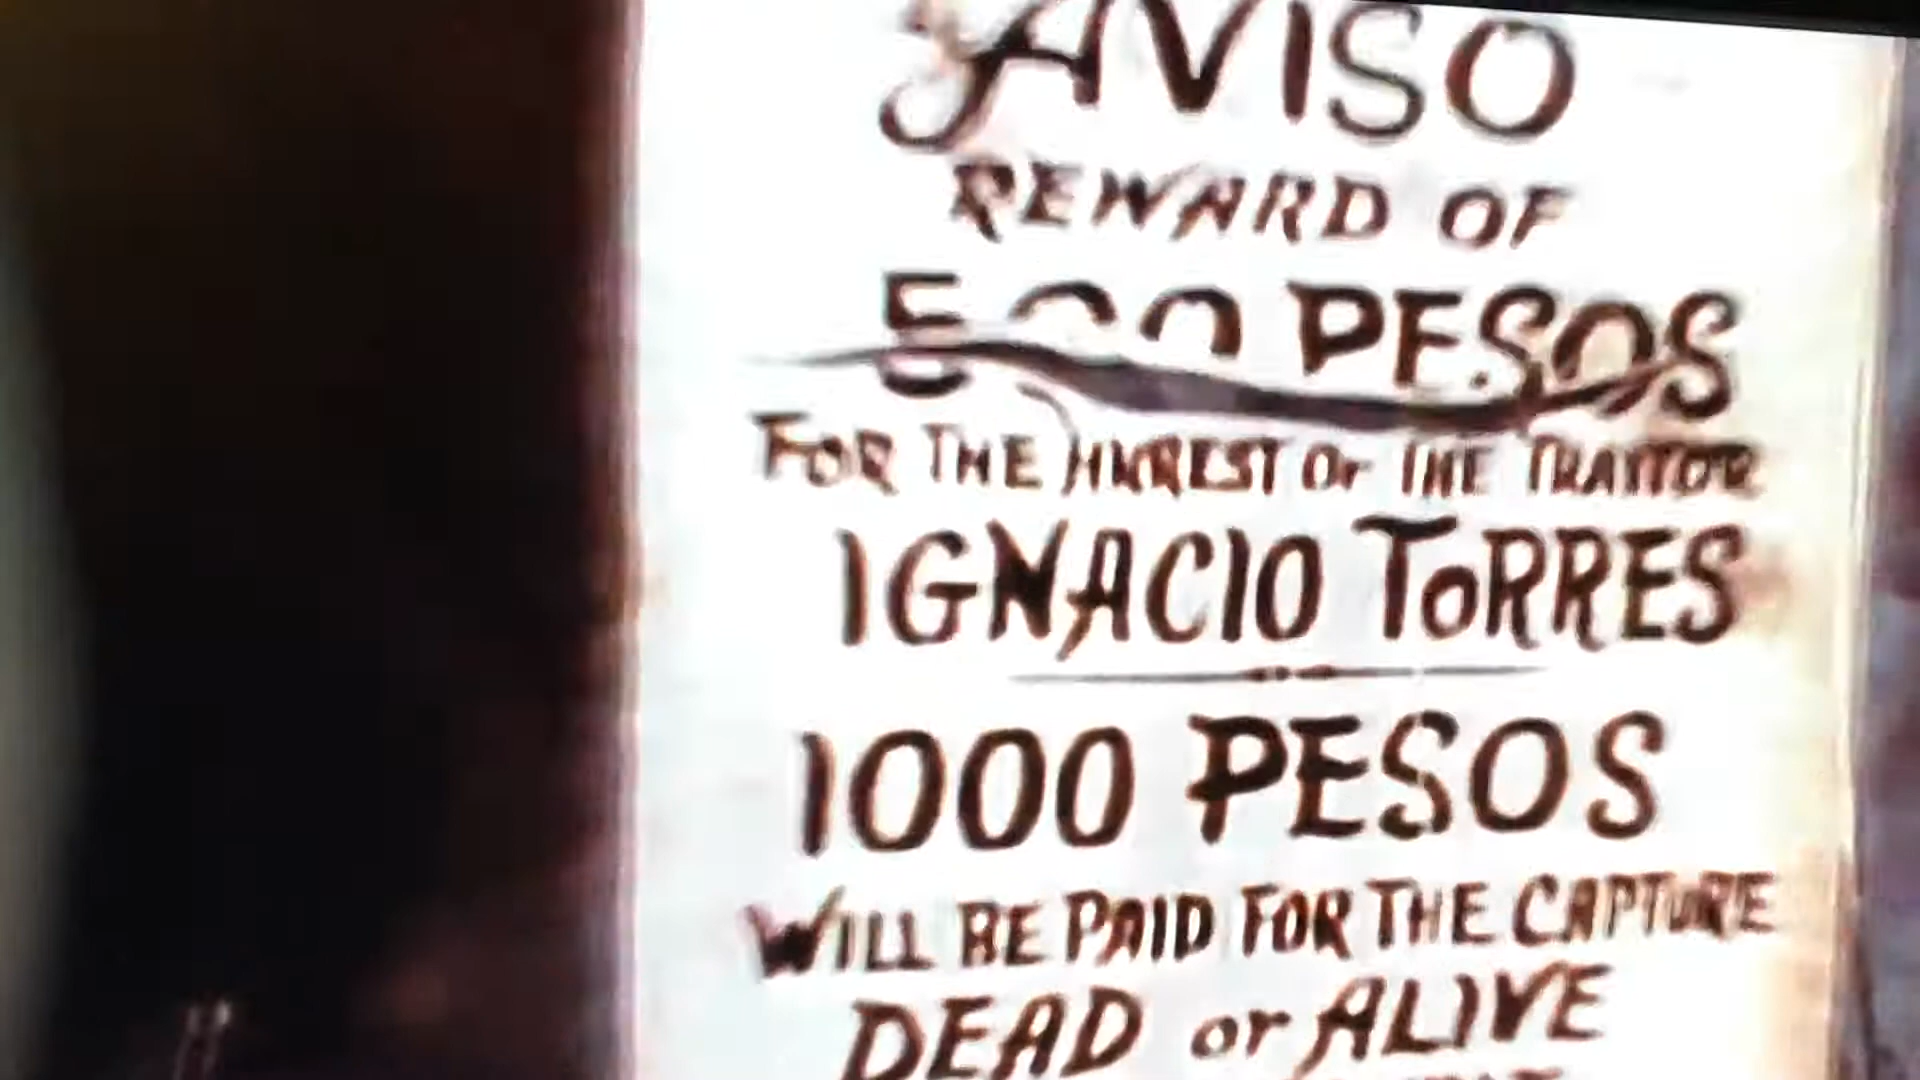 AVISO
REWARD OF
500 PESOS
FOR THE ARREST OF THE TRAITOR
IGNACIO TORRES
1000 PESOS
WILL BE PAID FOR THE CAPTURE
DEAD or ALIVE